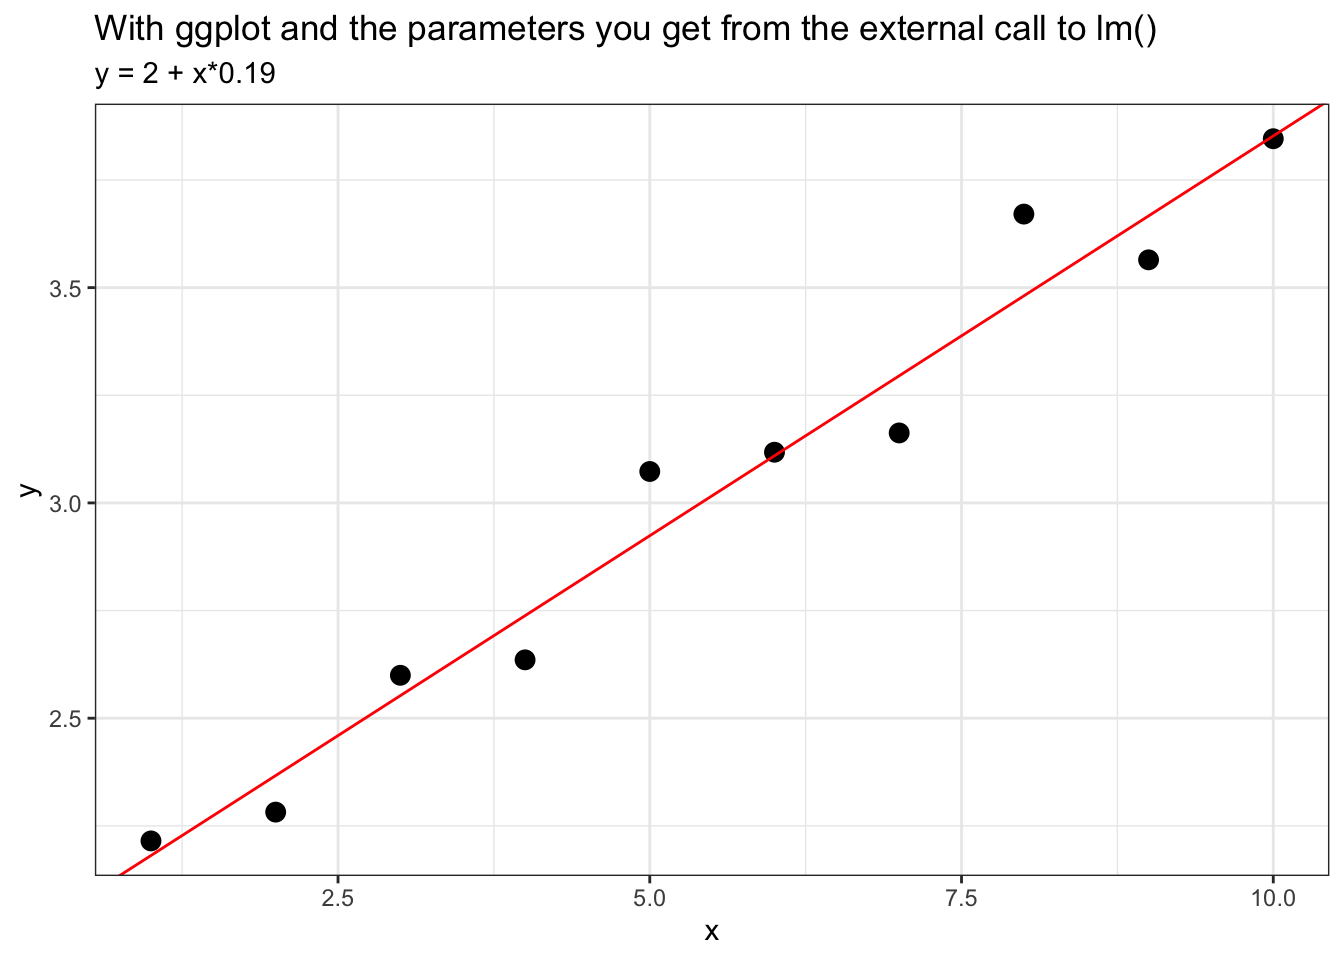 With ggplot and the parameters you get from the external call to lm()
y = 2 + x*0.19
y
3.5
3.0
2.5
2.5
5.0
7.5
10.0
x